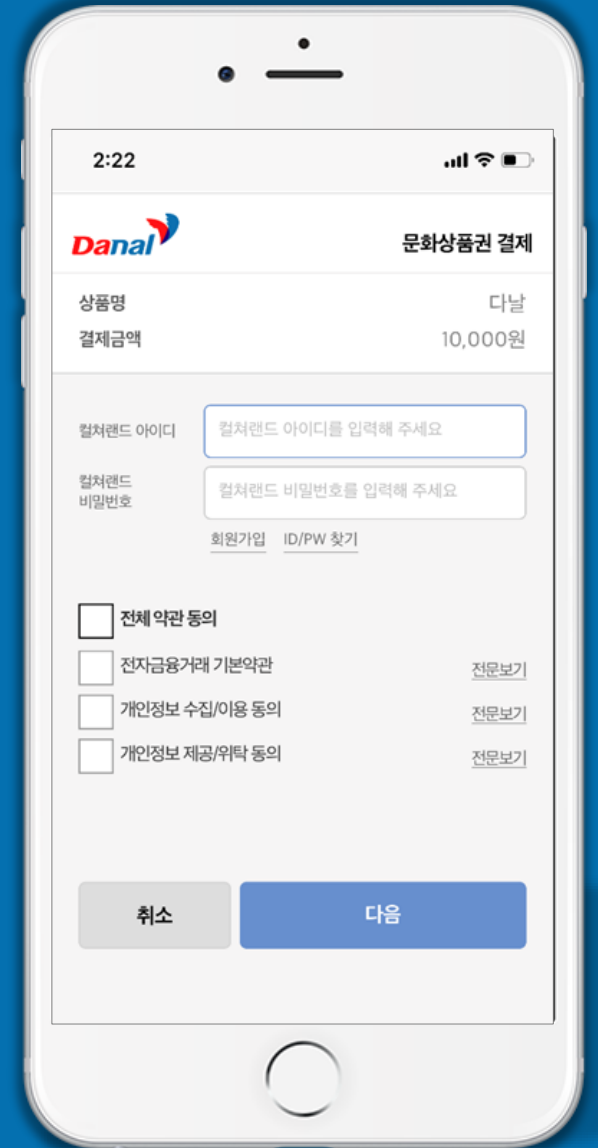 2:22
Danal
문화상품권 결제
상품명 다날
결제금액 10,000원
컬쳐랜드 아이디 컬쳐랜드 아이디를 입력해 주세요
컬쳐랜드
비밀번호
컬쳐랜드 비밀번호를 입력해 주세요
회원가입 ID/PW 찾기
전체 약관 동의
전자금융거래 기본약관 전문보기
개인정보 수집/이용 동의 전문보기
개인정보 제공/위탁 동의 전문보기
취소 다음